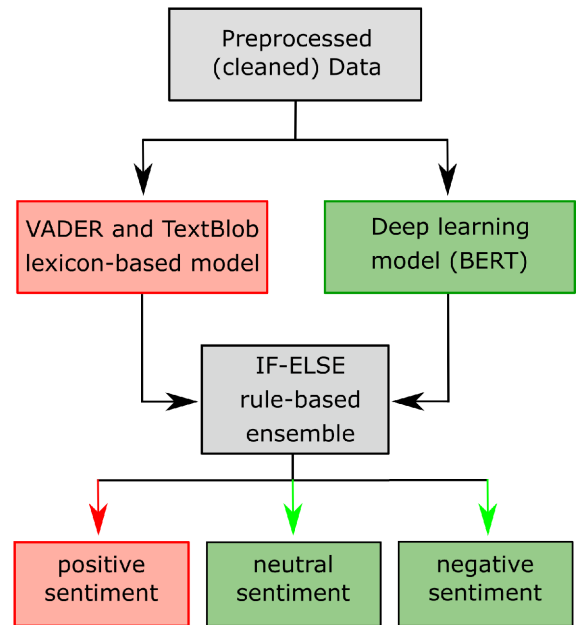 Preprocessed
(cleaned) Data
VADER and TextBlob
lexicon-based model
Deep learning
model (BERT)
IF-ELSE
rule-based
ensemble
positive
sentiment
neutral
sentiment
negative
sentiment